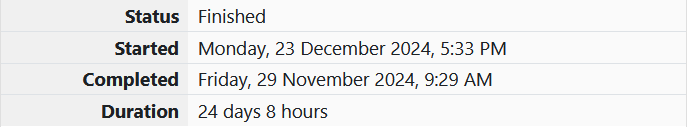 Status Finished
Started Monday, 23 December 2024, 5:33 PM
Completed Friday, 29 November 2024, 9:29 AM
Duration 24 days 8 hours